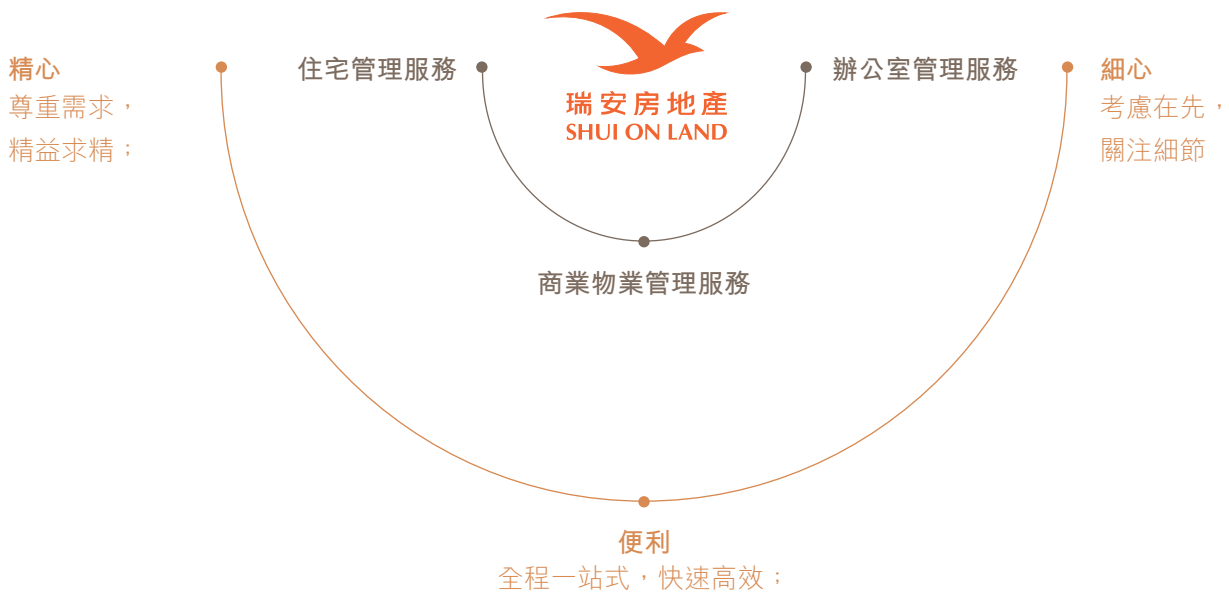 精心
尊重需求，
精益求精；
住宅管理服務
瑞安房地產
SHUI ON LAND
辦公室管理服務
細心
考慮在先，
關注細節
商業物業管理服務
便利
全程一站式，快速高效；